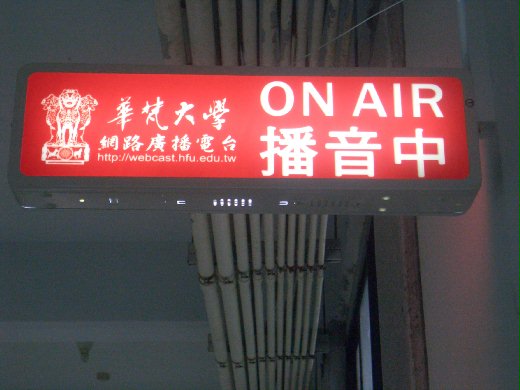 華梵大學
網路廣播電台
http://webcast.hfu.edu.tw
ON AIR
播音中